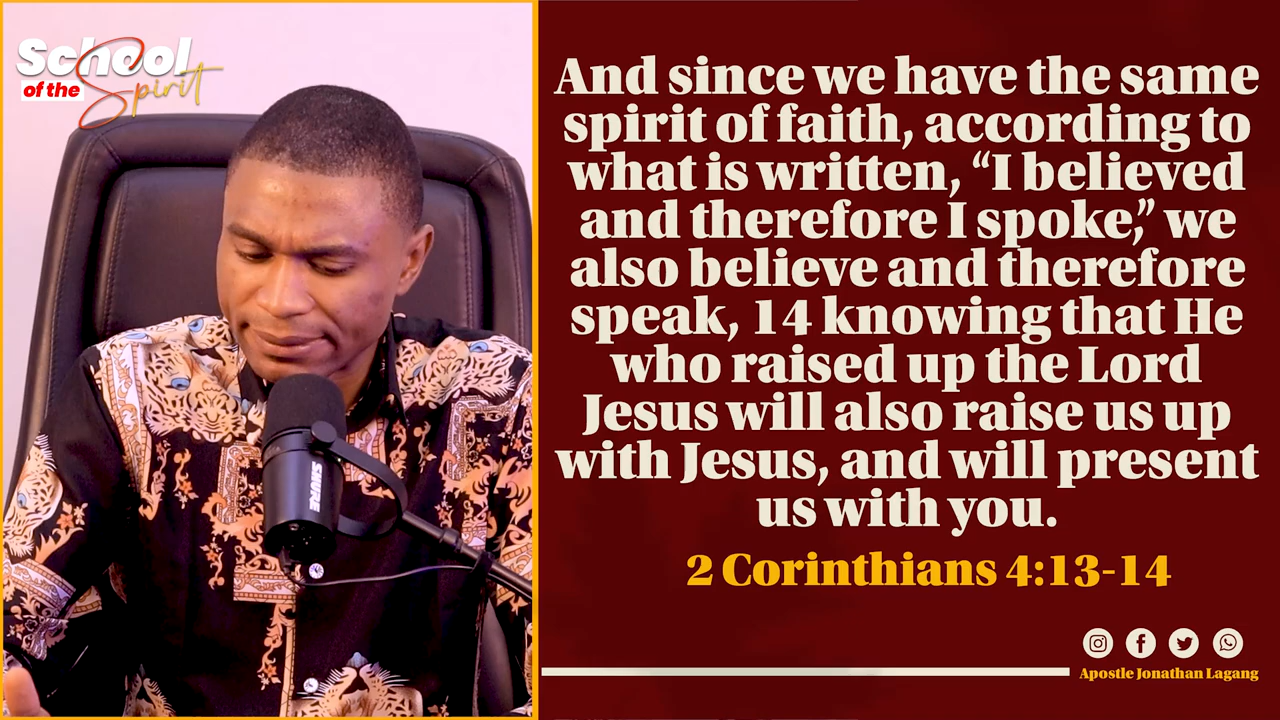 School
of the
Spirit
And since we have the same
spirit of faith, according to
what is written, “I believed
and therefore I spoke,” we
also believe and therefore
speak, 14 knowing that He
who raised up the Lord
Jesus will also raise us up
with Jesus, and will present
us with you.
2 Corinthians 4:13-14
Apostle Jonathan Lagang
SHURE